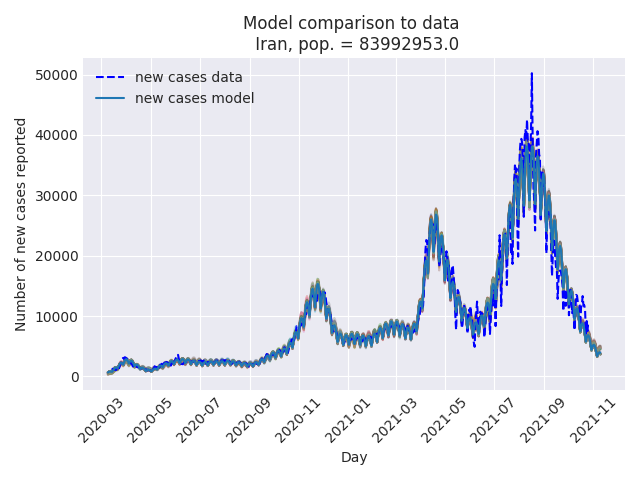 Model comparison to data
Iran, pop. = 83992953.0
new cases data
new cases model
Number of new cases reported
50000
40000
30000
20000
10000
0
2020-03
2020-05
2020-07
2020-09
2020-11
2021-01
2021-03
2021-05
2021-07
2021-09
2021-11
Day